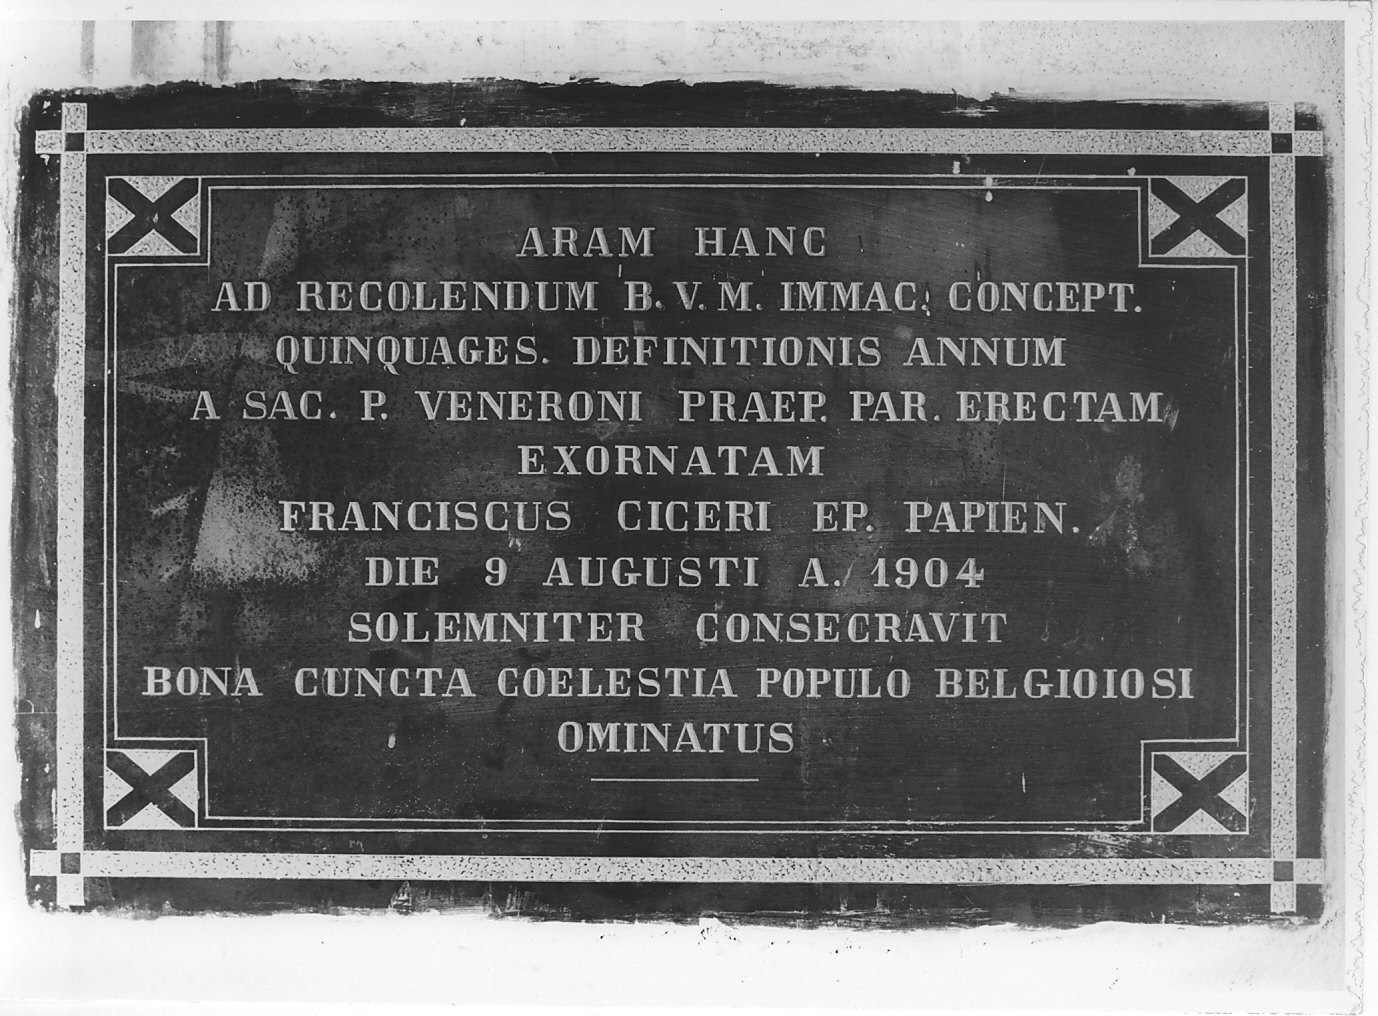 ARAM HANC
AD RECOLENDUM B. V. M. IMMAC. CONCEPT.
QUINQUAGES. DEFINITIONIS ANNUM
A SAC. P. VENERONI PRAEP. PAR. ERECTAM
EXORNATAM
FRANCISCUS CICERI EP. PAPIEN.
DIE 9 AUGUSTI A. 1904
SOLEMNITER CONSECRAVIT
BONA CUNCTA COELESTIA POPULO BELGIOIOSI
OMINATUS